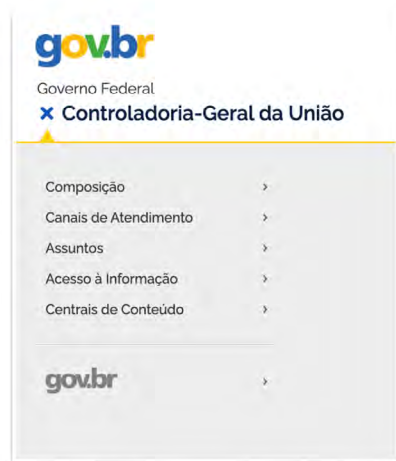 gov.br
Governo Federal
Controladoria-Geral da União
Composição
Canais de Atendimento
Assuntos
Acesso à Informação
Centrais de Conteúdo
gov.br